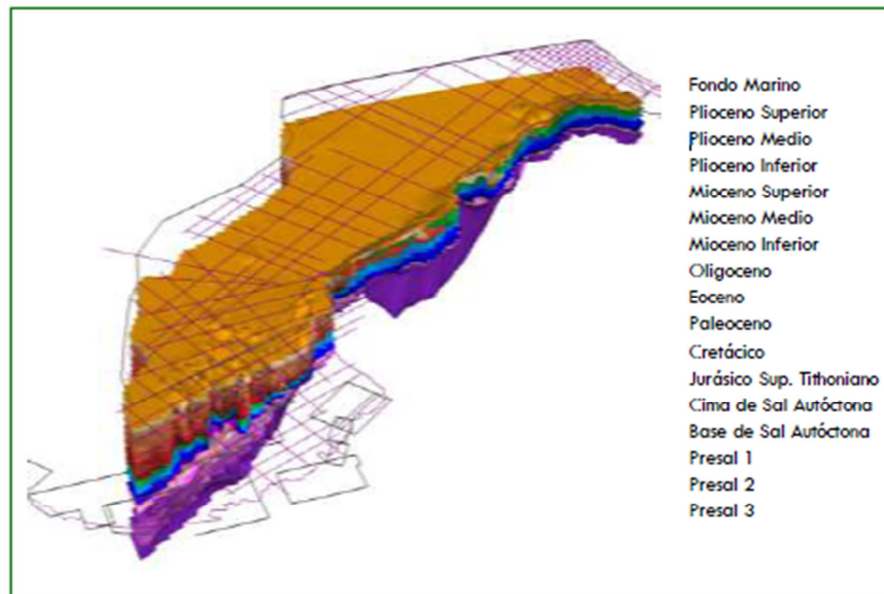 Fondo Marino
Plioceno Superior
Plioceno Medio
Plioceno Inferior
Mioceno Superior
Mioceno Medio
Mioceno Inferior
Oligoceno
Eoceno
Paleoceno
Cretácico
Jurásico Sup. Tithoniano
Cima de Sal Autóctona
Base de Sal Autóctona
Presal 1
Presal 2
Presal 3